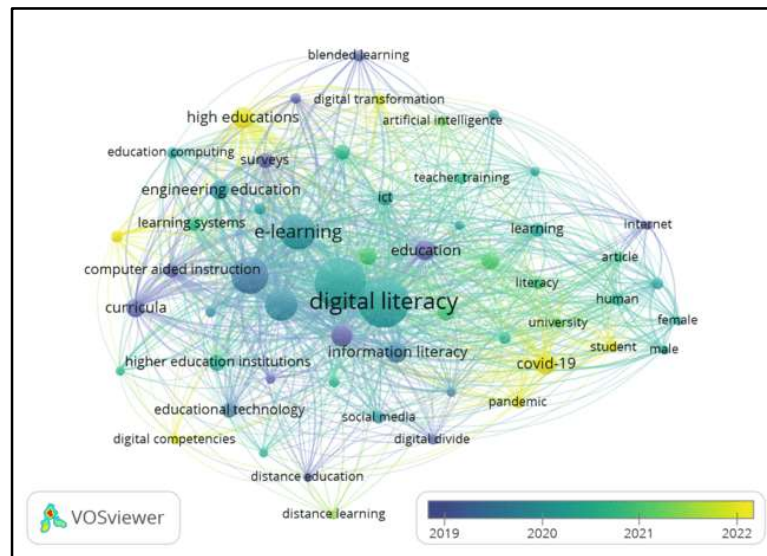 blended learning
digital transformation
high educations
artificial intelligence
education computing
surveys
teacher training
engineering education
ict
learning systems
e-learning
learning
internet
education
article
computer aided instruction
literacy
human
curricula
digital literacy
university
female
student
male
higher education institutions
information literacy
covid-19
pandemic
educational technology
social media
digital competencies
digital divide
distance education
distance learning
VOSviewer
2019 2020 2021 2022